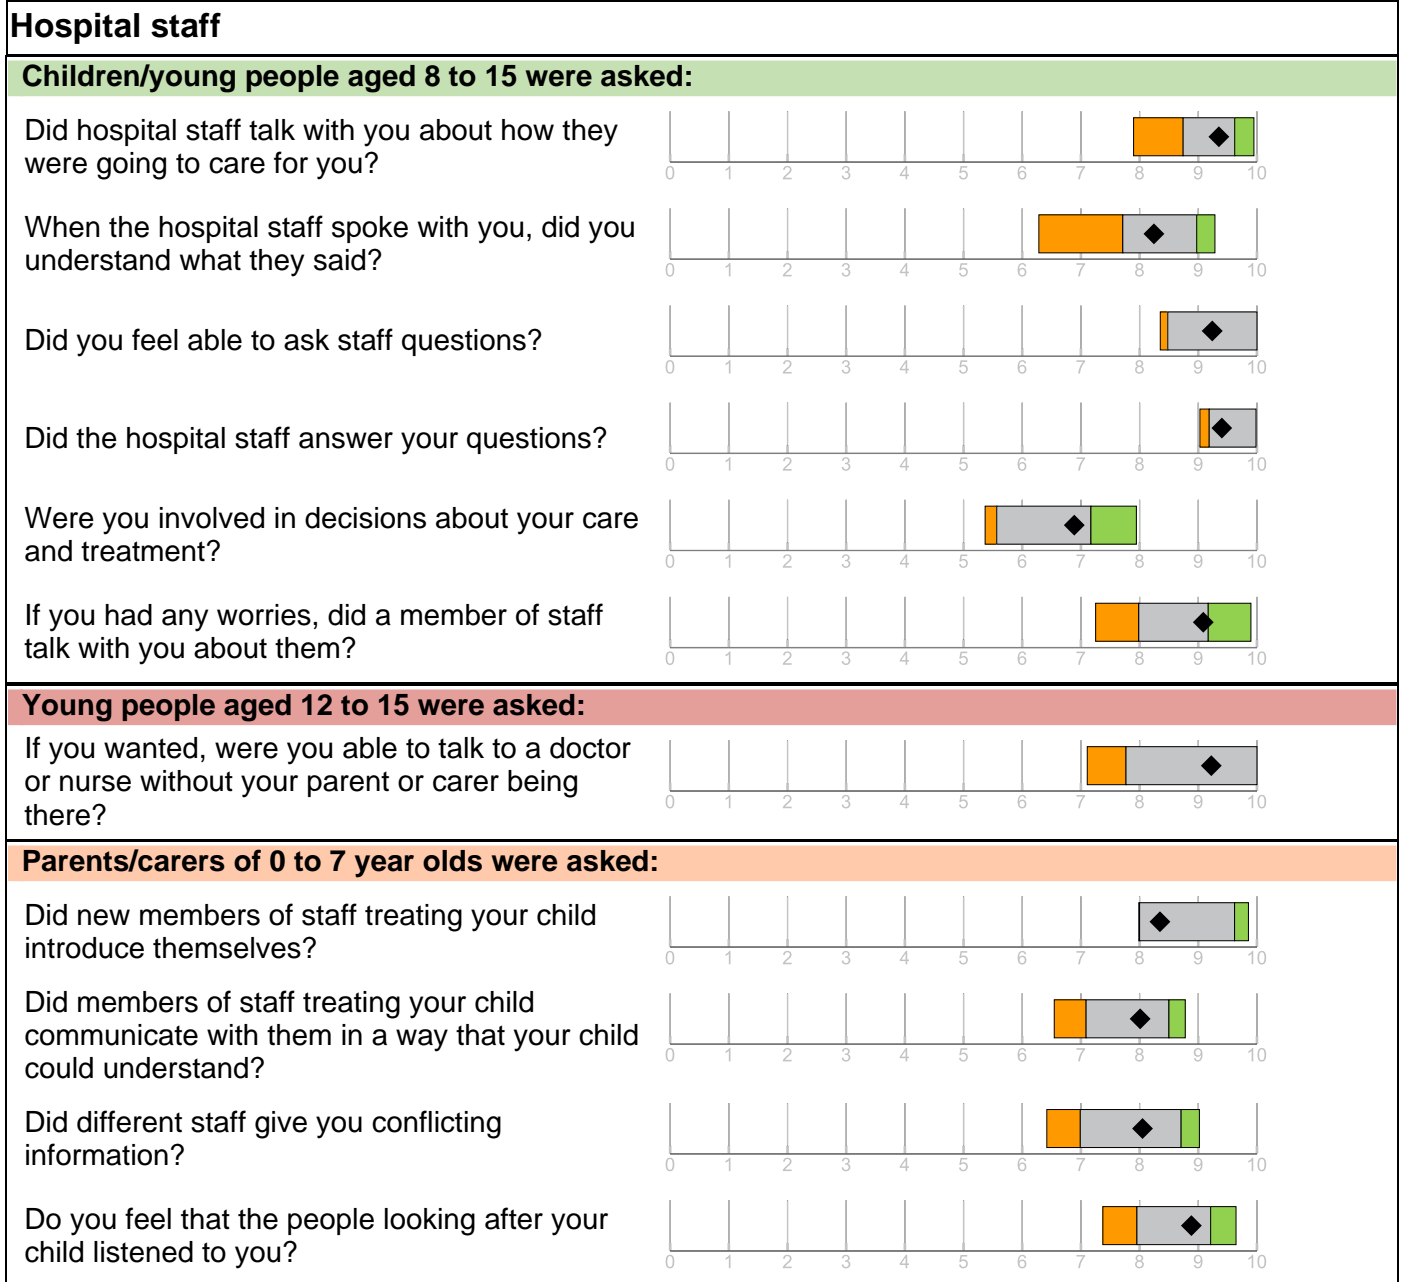 Hospital staff
Children/young people aged 8 to 15 were asked:
Did hospital staff talk with you about how they
were going to care for you?
0 1 2 3 4 5 6 7 8 9 10
When the hospital staff spoke with you, did you
understand what they said?
0 1 2 3 4 5 6 7 8 9 10
Did you feel able to ask staff questions?
0 1 2 3 4 5 6 7 8 9 10
Did the hospital staff answer your questions?
0 1 2 3 4 5 6 7 8 9 10
Were you involved in decisions about your care
and treatment?
0 1 2 3 4 5 6 7 8 9 10
If you had any worries, did a member of staff
talk with you about them?
0 1 2 3 4 5 6 7 8 9 10
Young people aged 12 to 15 were asked:
If you wanted, were you able to talk to a doctor
or nurse without your parent or carer being
there?
0 1 2 3 4 5 6 7 8 9 10
Parents/carers of 0 to 7 year olds were asked:
Did new members of staff treating your child
introduce themselves?
0 1 2 3 4 5 6 7 8 9 10
Did members of staff treating your child
communicate with them in a way that your child
could understand?
0 1 2 3 4 5 6 7 8 9 10
Did different staff give you conflicting
information?
0 1 2 3 4 5 6 7 8 9 10
Do you feel that the people looking after your
child listened to you?
0 1 2 3 4 5 6 7 8 9 10